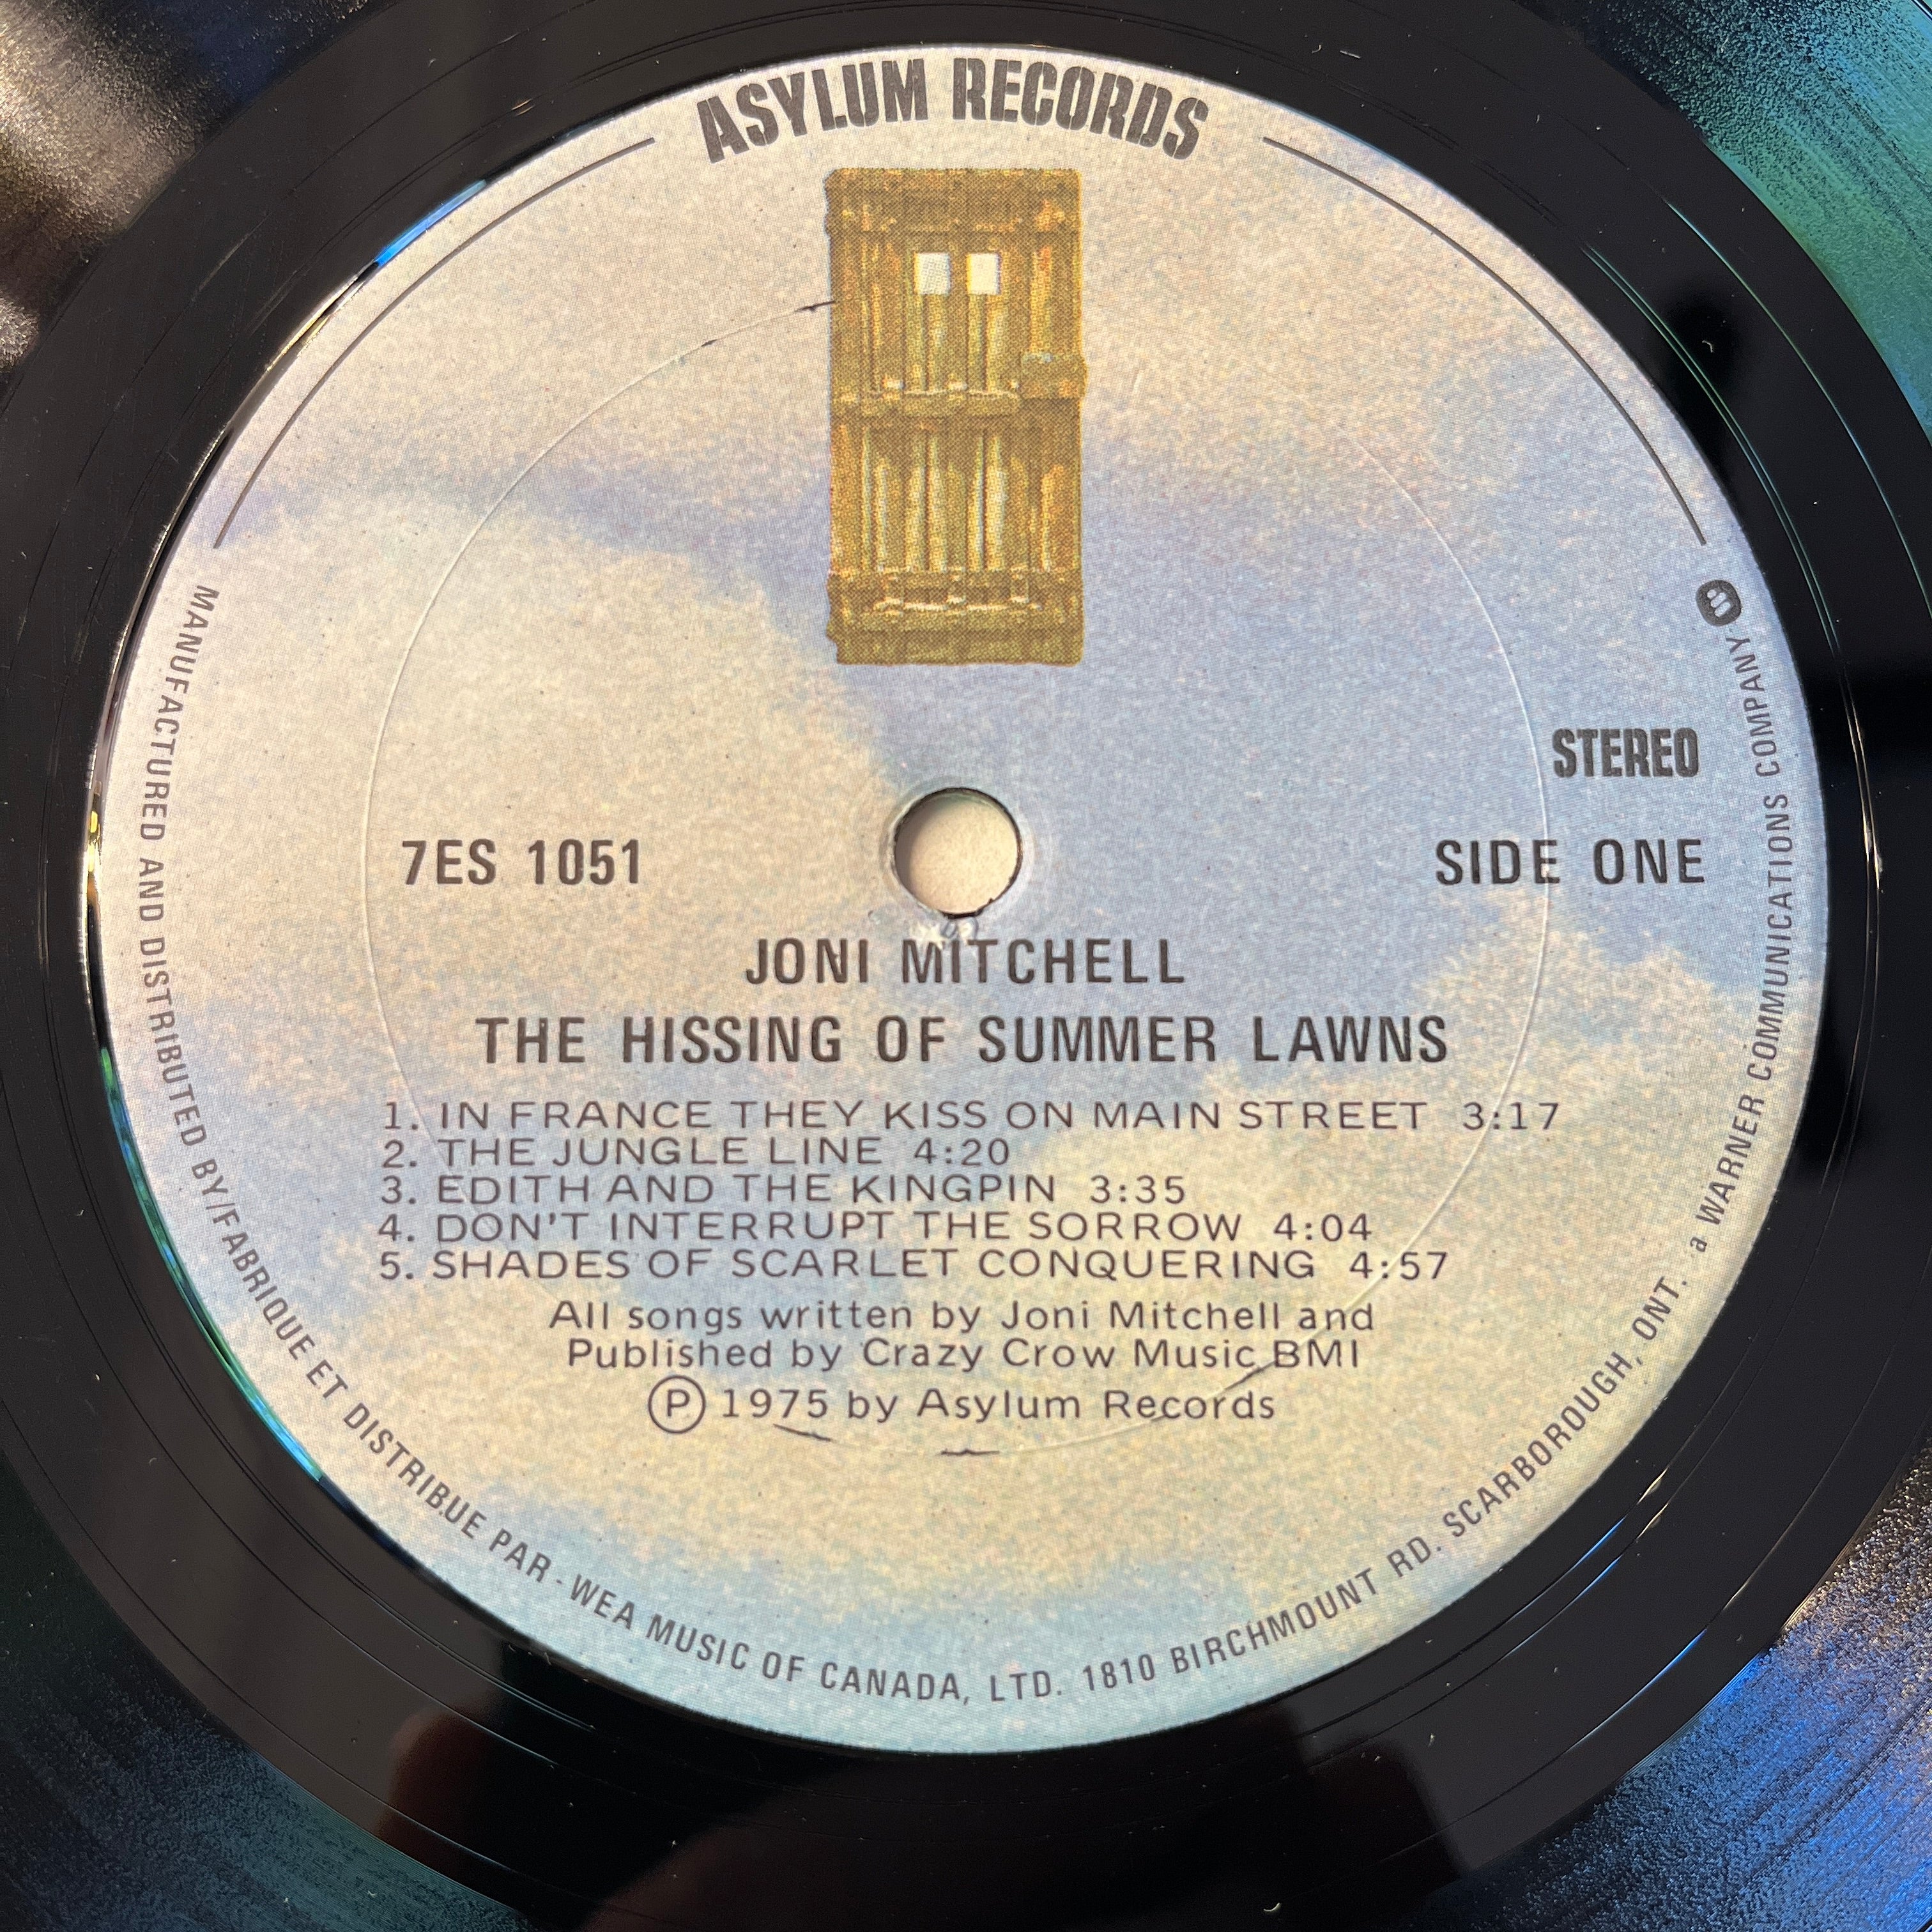 ASYLUM RECORDS
STEREO
7ES 1051
SIDE ONE
JONI MITCHELL
THE HISSING OF SUMMER LAWNS
1. IN FRANCE THEY KISS ON MAIN STREET 3:17
2. THE JUNGLE LINE 4:20
3. EDITH AND THE KINGPIN 3:35
4. DON'T INTERRUPT THE SORROW 4:04
5. SHADES OF SCARLET CONQUERING 4:57
All songs written by Joni Mitchell and
Published by Crazy Crow Music BMI
Ⓟ 1975 by Asylum Records
MANUFACTURED AND DISTRIBUTED BY/FABRIQUE ET DISTRIBUE PAR - WEA MUSIC OF CANADA, LTD. 1810 BIRCHMOUNT RD. SCARBOROUGH, ONT. a WARNER COMMUNICATIONS COMPANY